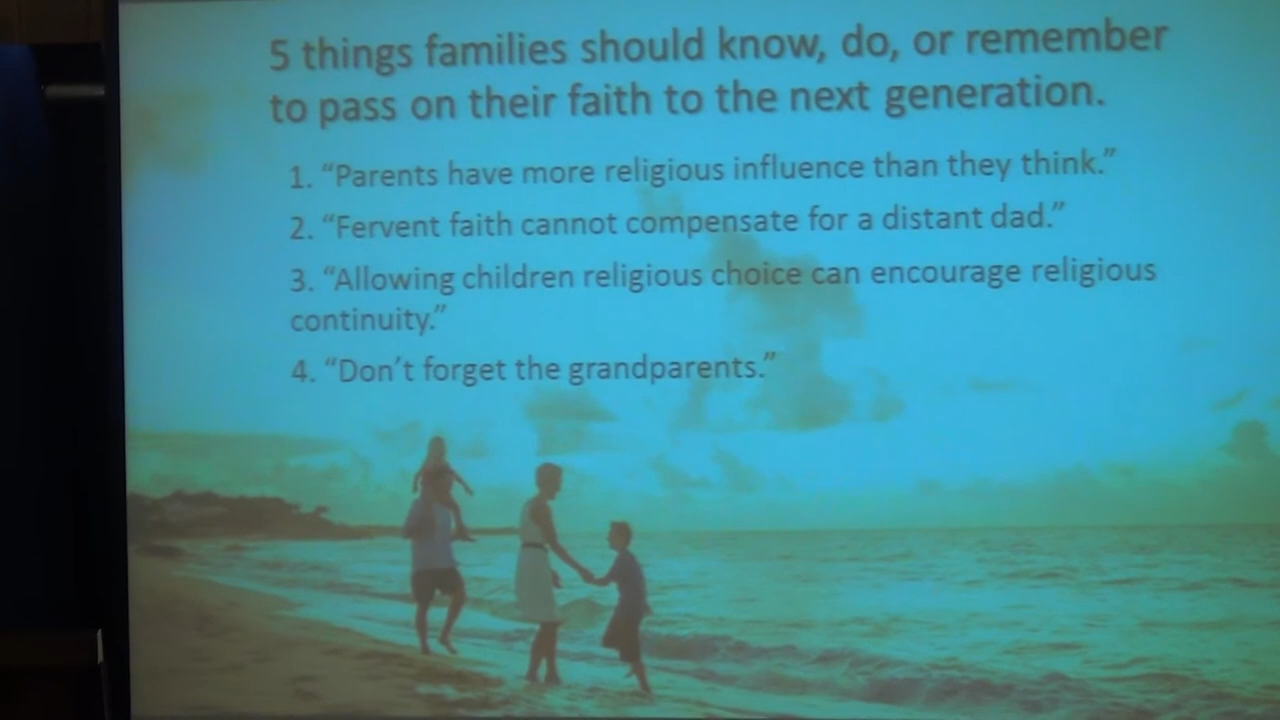 5 things families should know, do, or remember
to pass on their faith to the next generation.
1. “Parents have more religious influence than they think.”
2. “Fervent faith cannot compensate for a distant dad.”
3. “Allowing children religious choice can encourage religious
continuity.”
4. “Don’t forget the grandparents.”